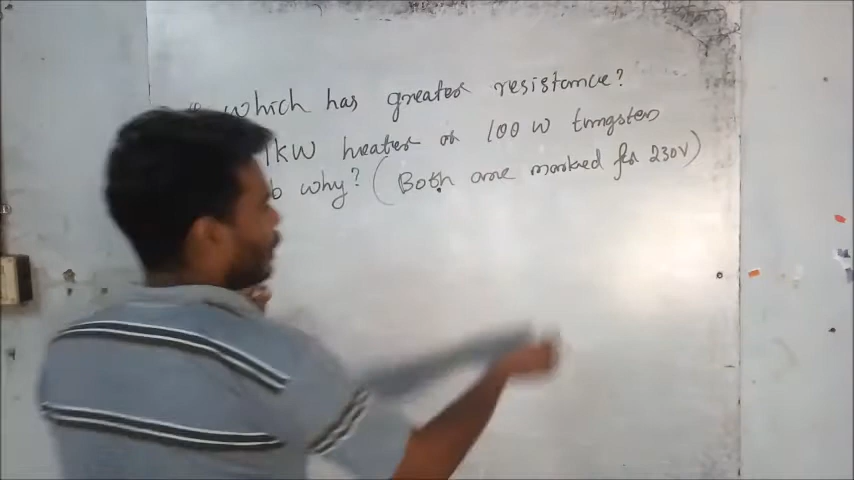 which has greater resistance?
1KW heater or 100 W tungsten
why? (Both are marked for 230V)